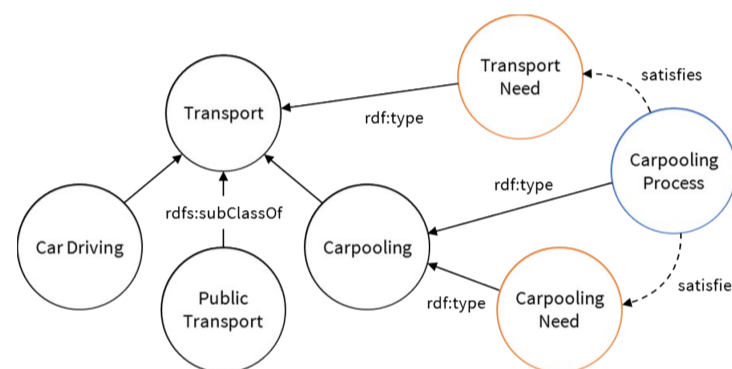 Transport
Need
satisfies
Transport
rdf:type
Carpooling
Process
rdf:type
rdfs:subClassOf
Car Driving
Carpooling
Public
Transport
rdf:type
Carpooling
Need
satisfie